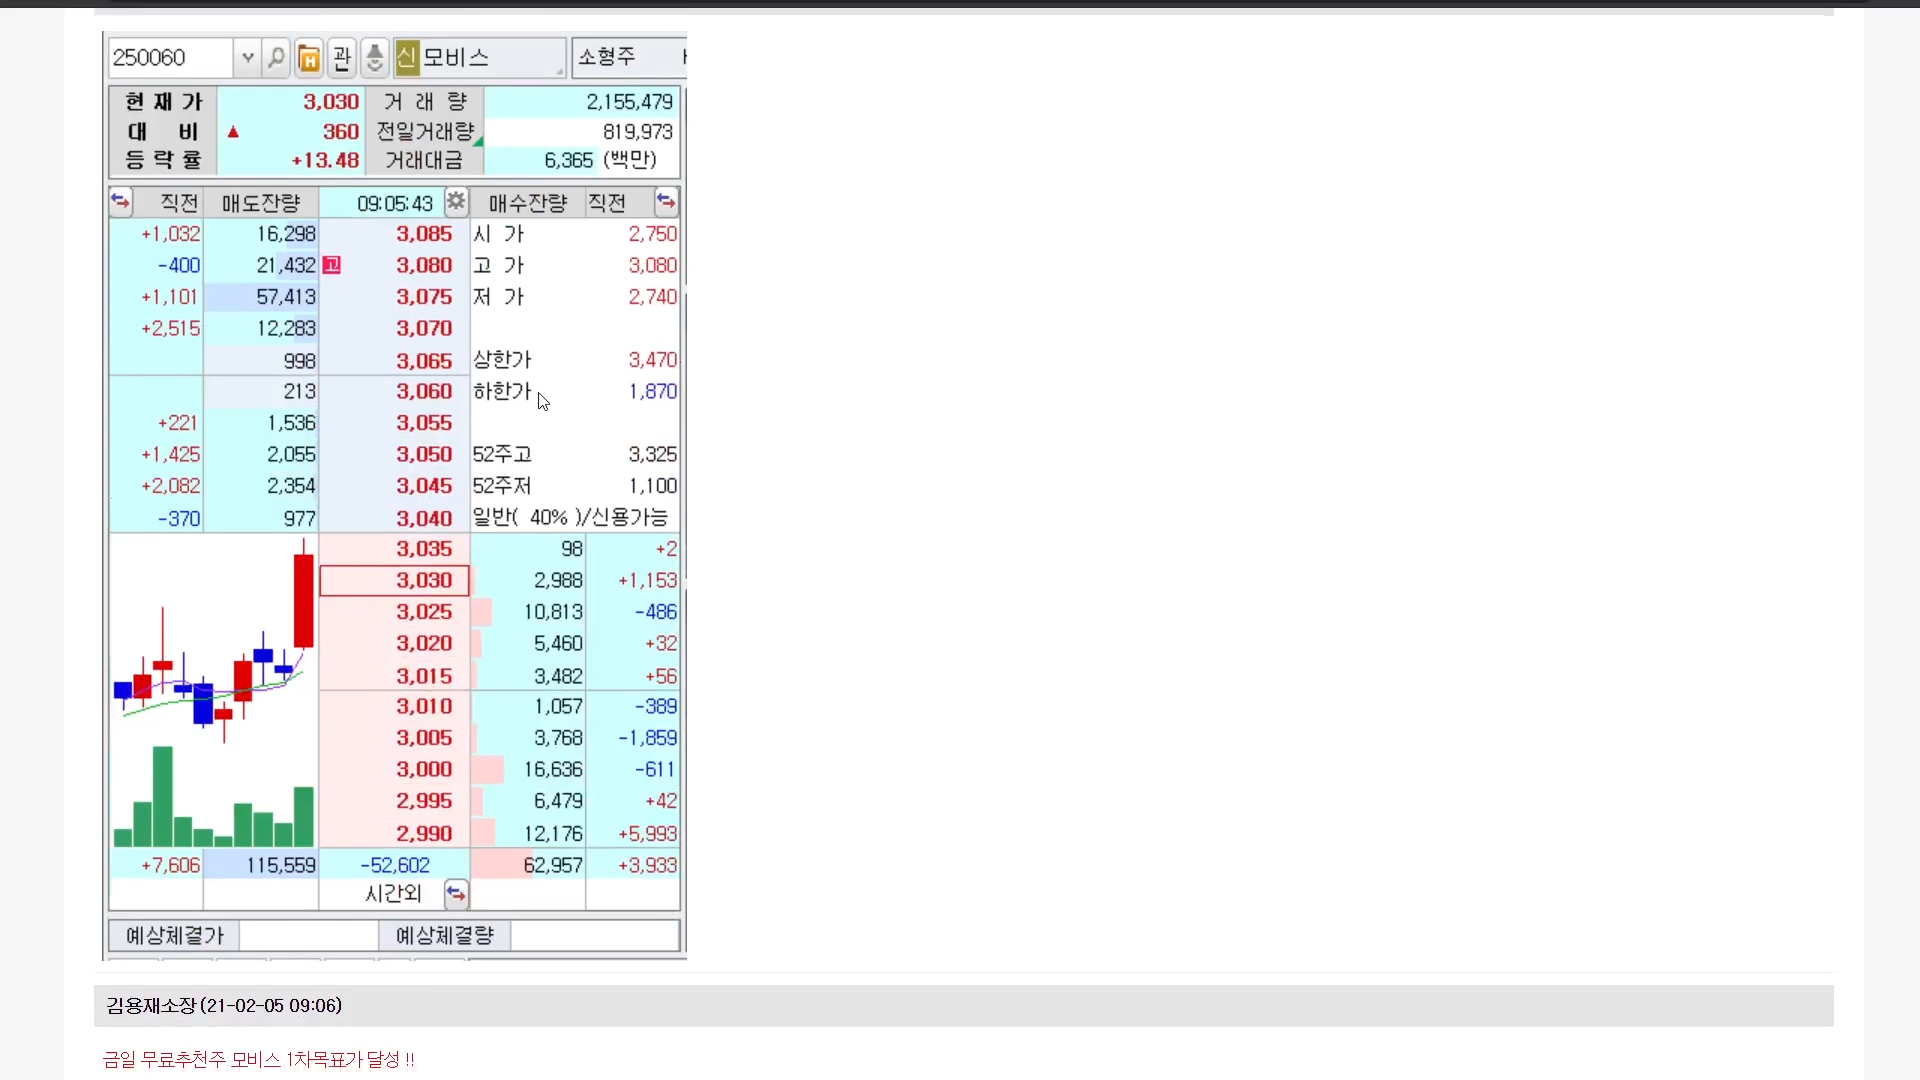 250060 관 신 모비스 소형주
현재가 3,030 거래량 2,155,479
대비 ▲ 360 전일거래량 819,973
등락율 +13.48 거래대금 6,365 (백만)
직전 매도잔량 09:05:43 매수잔량 직전
+1,032 16,298 3,085 시 가 2,750
-400 21,432 고 3,080 고 가 3,080
+1,101 57,413 3,075 저 가 2,740
+2,515 12,283 3,070
998 3,065 상한가 3,470
213 3,060 하한가 1,870
+221 1,536 3,055
+1,425 2,055 3,050 52주고 3,325
+2,082 2,354 3,045 52주저 1,100
-370 977 3,040 일반( 40% )/신용가능
3,035 98 +2
3,030 2,988 +1,153
3,025 10,813 -486
3,020 5,460 +32
3,015 3,482 +56
3,010 1,057 -389
3,005 3,768 -1,859
3,000 16,636 -611
2,995 6,479 +42
2,990 12,176 +5,993
+7,606 115,559 -52,602 62,957 +3,933
시간외
예상체결가 예상체결량
김용재소장(21-02-05 09:06)
금일 무료추천주 모비스 1차목표가 달성 !!